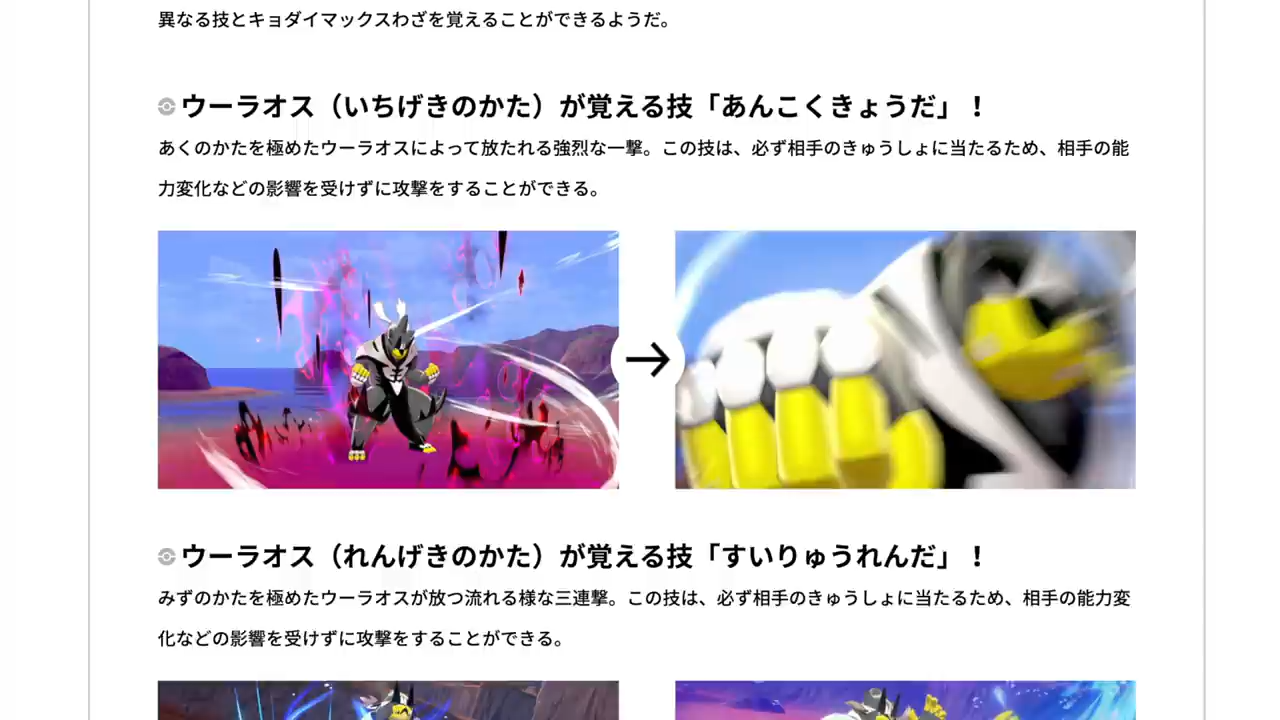 異なる技とキョダイマックスわざを覚えることができるようだ。
ウーラオス（いちげきのかた）が覚える技「あんこくきょうだ」！
あくのかたを極めたウーラオスによって放たれる強烈な一撃。この技は、必ず相手のきゅうしょに当たるため、相手の能
力変化などの影響を受けずに攻撃をすることができる。
ウーラオス（れんげきのかた）が覚える技「すいりゅうれんだ」！
みずのかたを極めたウーラオスが放つ流れる様な三連撃。この技は、必ず相手のきゅうしょに当たるため、相手の能力変
化などの影響を受けずに攻撃をすることができる。